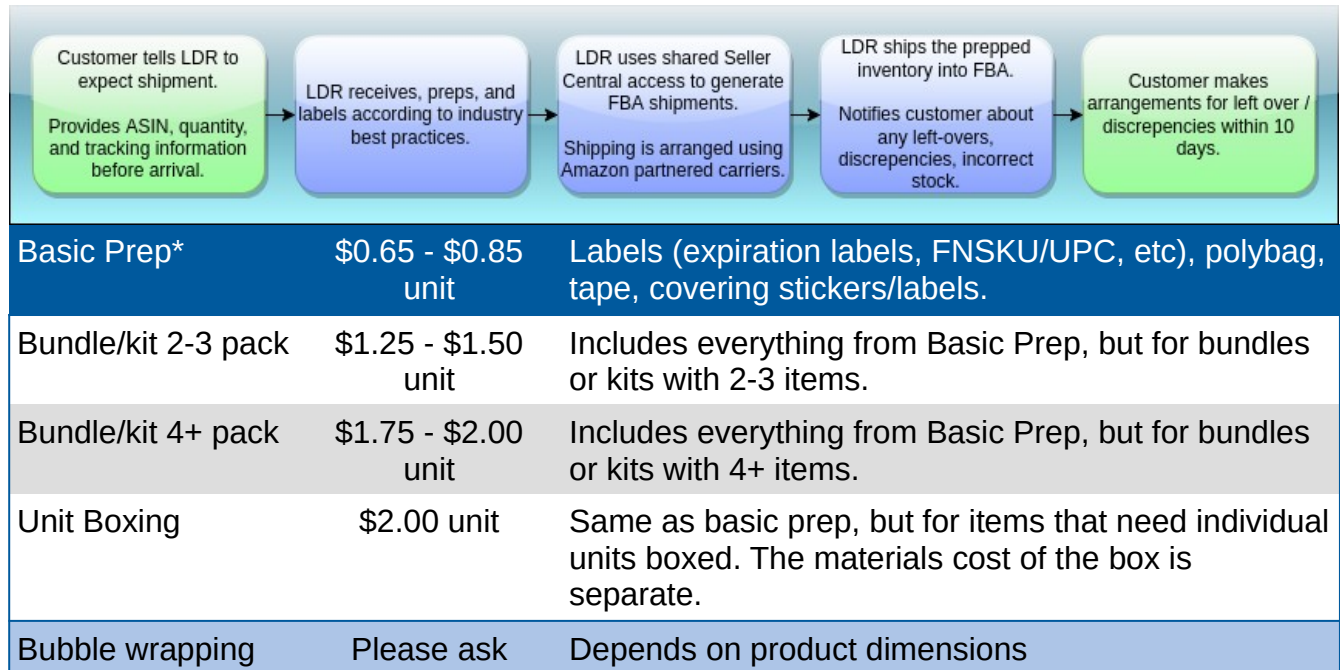 Customer tells LDR to
expect shipment.
Provides ASIN, quantity,
and tracking information
before arrival.
LDR receives, preps, and
labels according to industry
best practices.
LDR uses shared Seller
Central access to generate
FBA shipments.
Shipping is arranged using
Amazon partnered carriers.
LDR ships the prepped
inventory into FBA.
Notifies customer about
any left-overs,
discrepencies, incorrect
stock.
Customer makes
arrangements for left over /
discrepencies within 10
days.
Basic Prep*
$0.65 - $0.85
unit
Labels (expiration labels, FNSKU/UPC, etc), polybag,
tape, covering stickers/labels.
Bundle/kit 2-3 pack
$1.25 - $1.50
unit
Includes everything from Basic Prep, but for bundles
or kits with 2-3 items.
Bundle/kit 4+ pack
$1.75 - $2.00
unit
Includes everything from Basic Prep, but for bundles
or kits with 4+ items.
Unit Boxing
$2.00 unit
Same as basic prep, but for items that need individual
units boxed. The materials cost of the box is
separate.
Bubble wrapping
Please ask
Depends on product dimensions